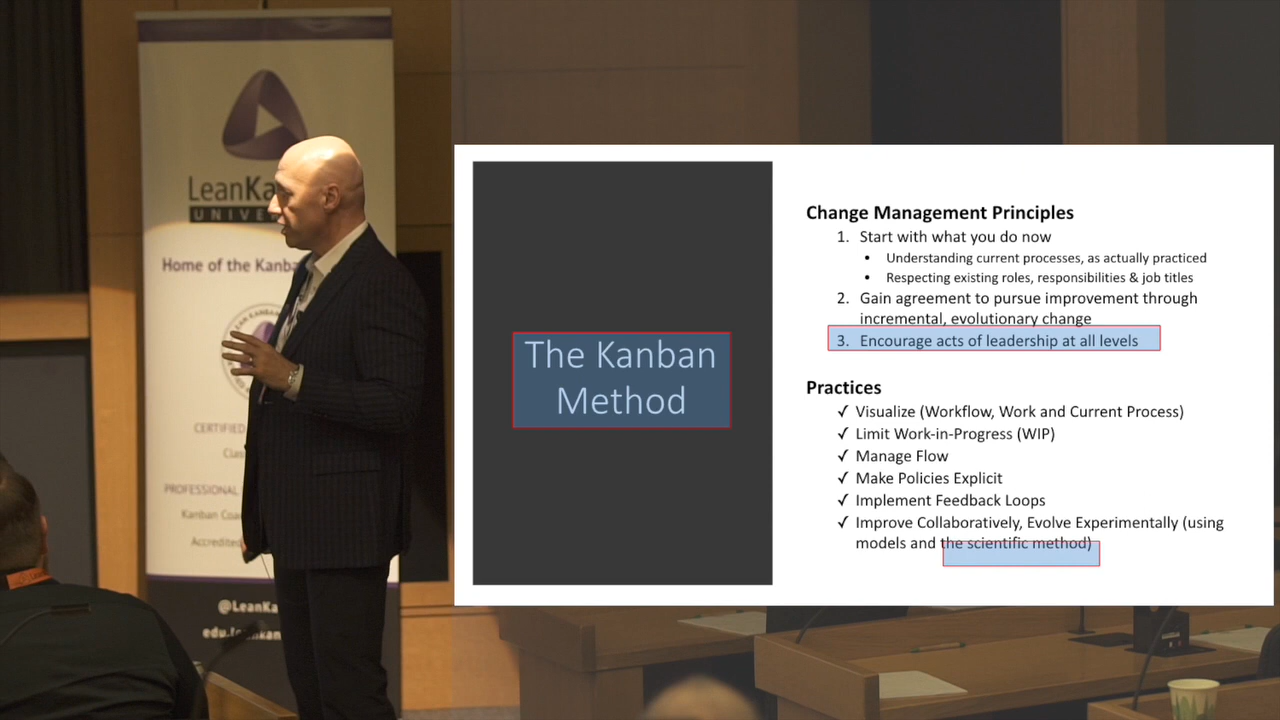 LeanKa
UNIVE
Home of the Kanba
CERTIFIED
PROFESSIONAL
Kanban Coa
Accredited
@LeanKa
The Kanban
Method
Change Management Principles
1. Start with what you do now
• Understanding current processes, as actually practiced
• Respecting existing roles, responsibilities & job titles
2. Gain agreement to pursue improvement through
incremental, evolutionary change
3. Encourage acts of leadership at all levels
Practices
✓ Visualize (Workflow, Work and Current Process)
✓ Limit Work-in-Progress (WIP)
✓ Manage Flow
✓ Make Policies Explicit
✓ Implement Feedback Loops
✓ Improve Collaboratively, Evolve Experimentally (using
models and the scientific method)